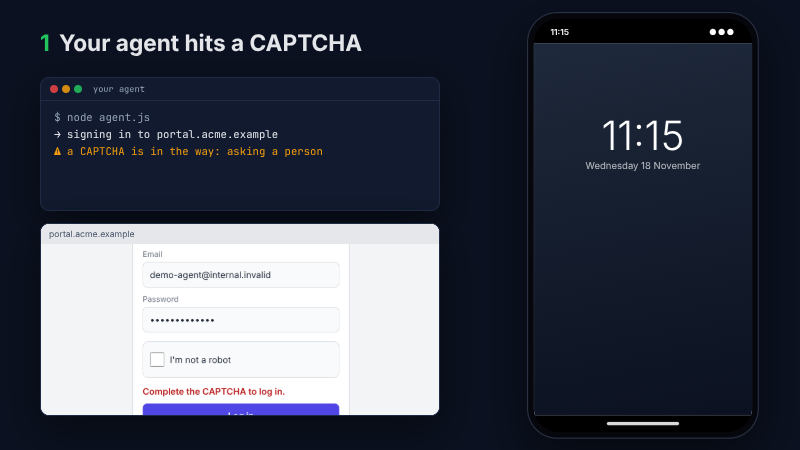 1 Your agent hits a CAPTCHA
your agent
$ node agent.js
→ signing in to portal.acme.example
⚠ a CAPTCHA is in the way: asking a person
portal.acme.example
Email
demo-agent@internal.invalid
Password
•••••••••••••
I'm not a robot
Complete the CAPTCHA to log in.
11:15
11:15
Wednesday 18 November